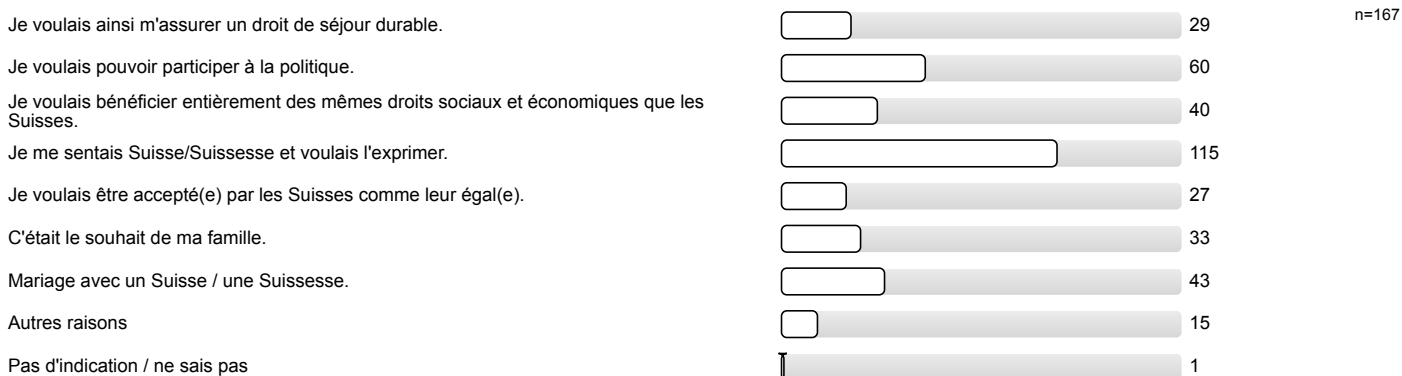 Je voulais ainsi m'assurer un droit de séjour durable. 29 n=167
Je voulais pouvoir participer à la politique. 60
Je voulais bénéficier entièrement des mêmes droits sociaux et économiques que les
Suisses. 40
Je me sentais Suisse/Suissesse et voulais l'exprimer. 115
Je voulais être accepté(e) par les Suisses comme leur égal(e). 27
C'était le souhait de ma famille. 33
Mariage avec un Suisse / une Suissesse. 43
Autres raisons 15
Pas d'indication / ne sais pas 1